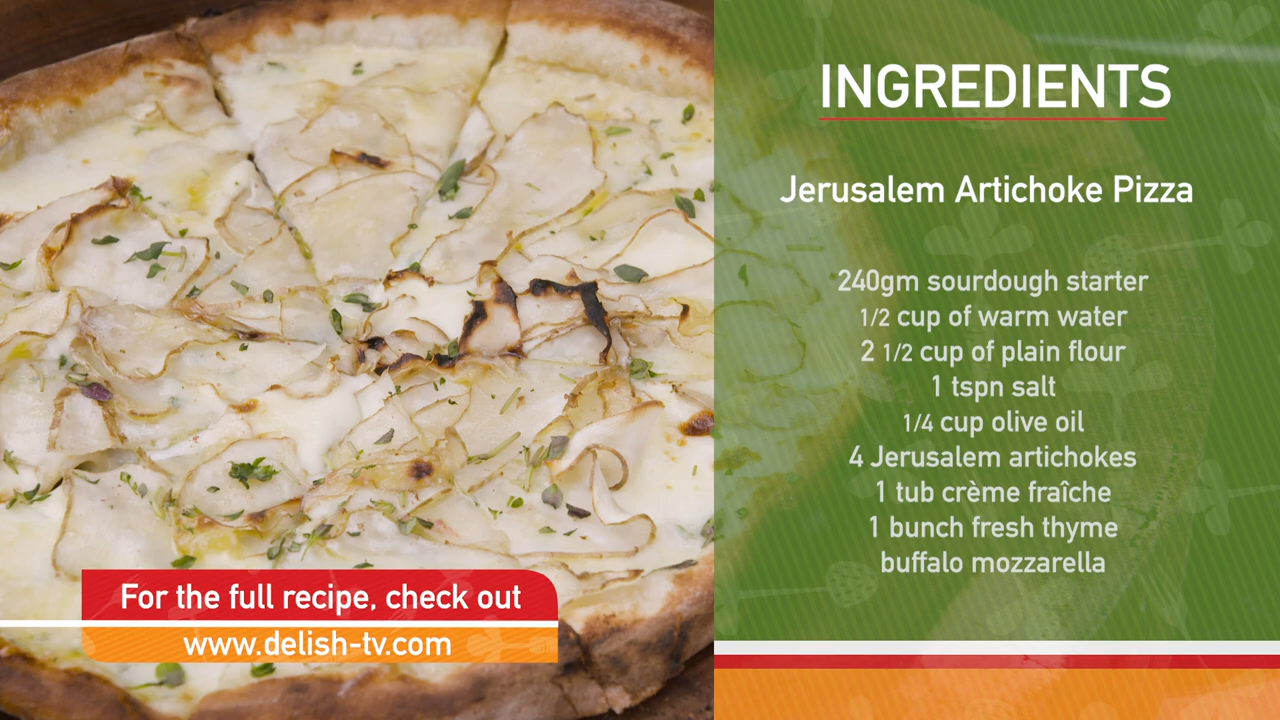 INGREDIENTS
Jerusalem Artichoke Pizza
240gm sourdough starter
1/2 cup of warm water
2 1/2 cup of plain flour
1 tspn salt
1/4 cup olive oil
4 Jerusalem artichokes
1 tub crème fraîche
1 bunch fresh thyme
buffalo mozzarella
For the full recipe, check out
www.delish-tv.com